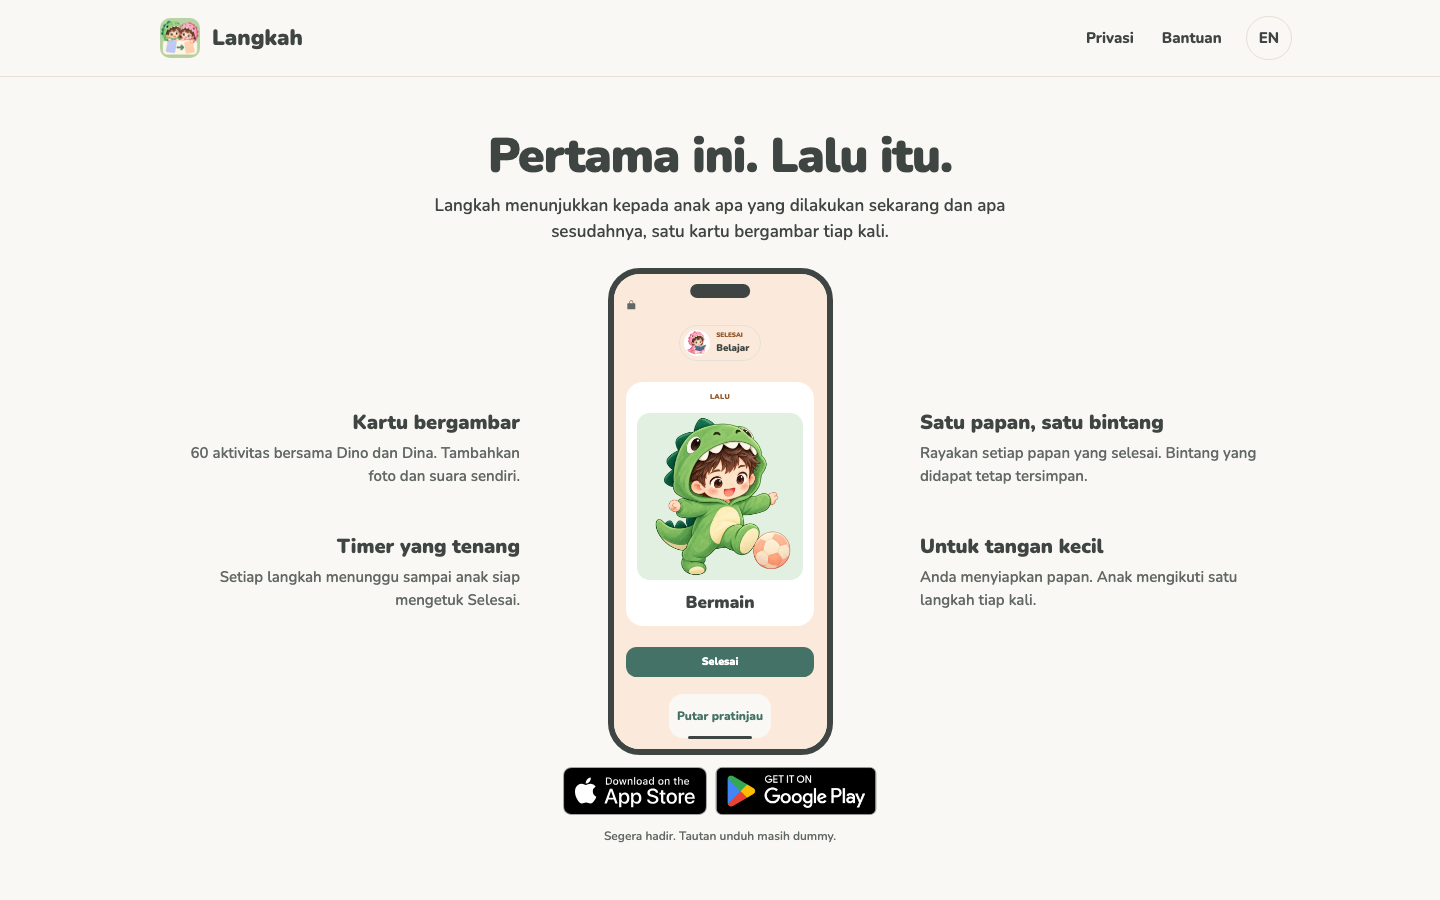 Langkah
Privasi
Bantuan
EN
Pertama ini. Lalu itu.
Langkah menunjukkan kepada anak apa yang dilakukan sekarang dan apa
sesudahnya, satu kartu bergambar tiap kali.
Kartu bergambar
60 aktivitas bersama Dino dan Dina. Tambahkan
foto dan suara sendiri.
Timer yang tenang
Setiap langkah menunggu sampai anak siap
mengetuk Selesai.
SELESAI
Belajar
LALU
Bermain
Selesai
Putar pratinjau
Satu papan, satu bintang
Rayakan setiap papan yang selesai. Bintang yang
didapat tetap tersimpan.
Untuk tangan kecil
Anda menyiapkan papan. Anak mengikuti satu
langkah tiap kali.
Download on the
App Store
GET IT ON
Google Play
Segera hadir. Tautan unduh masih dummy.